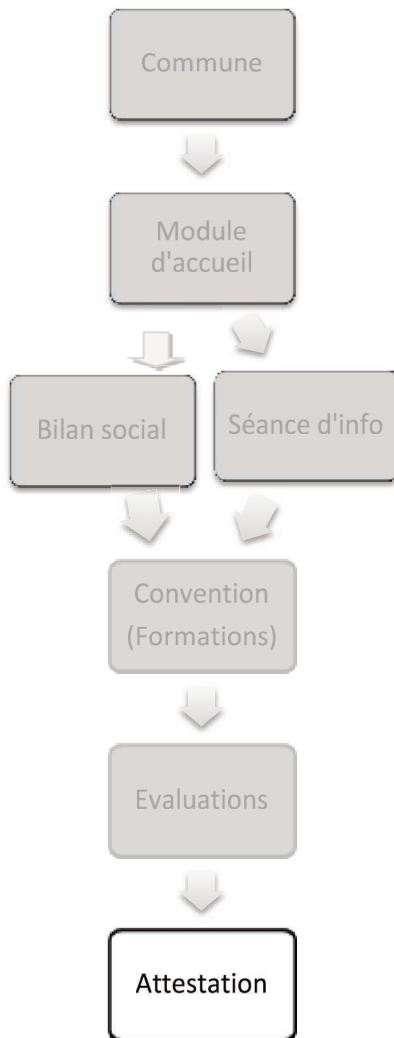 Commune
Module
d'accueil
Bilan social
Séance d'info
Convention
(Formations)
Evaluations
Attestation